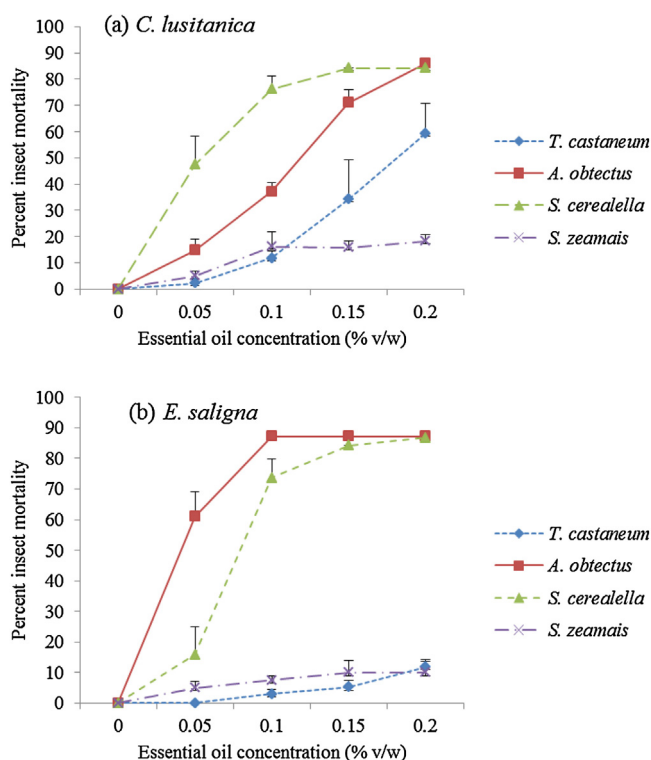 (a) C. lusitanica
Percent insect mortality
100
90
80
70
60
50
40
30
20
10
0
0 0.05 0.1 0.15 0.2
Essential oil concentration (% v/w)
T. castaneum
A. obtectus
S. cerealella
S. zeamais
(b) E. saligna
Percent insect mortality
100
90
80
70
60
50
40
30
20
10
0
0 0.05 0.1 0.15 0.2
Essential oil concentration (% v/w)
T. castaneum
A. obtectus
S. cerealella
S. zeamais